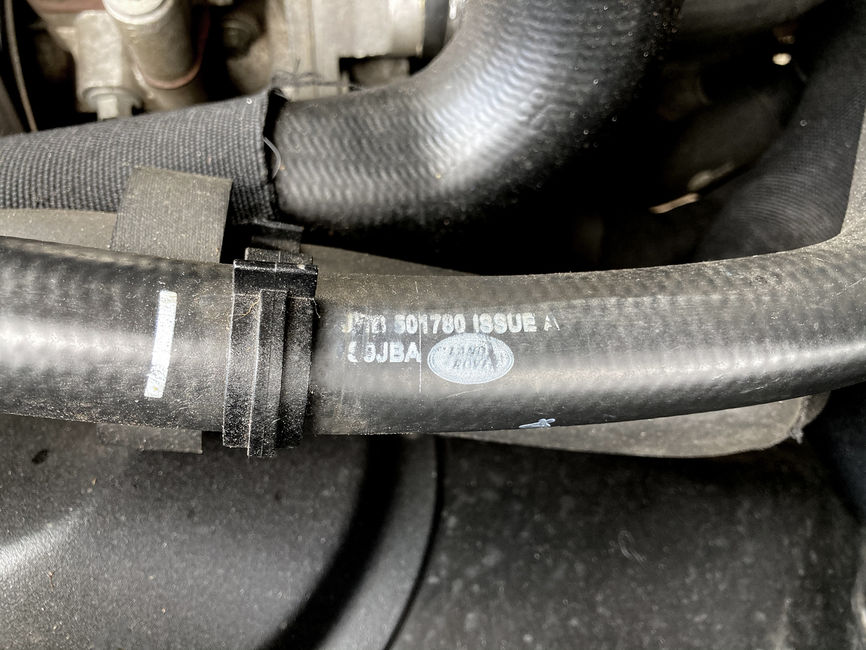 501780 ISSUE A
JBA
LAND
ROVER